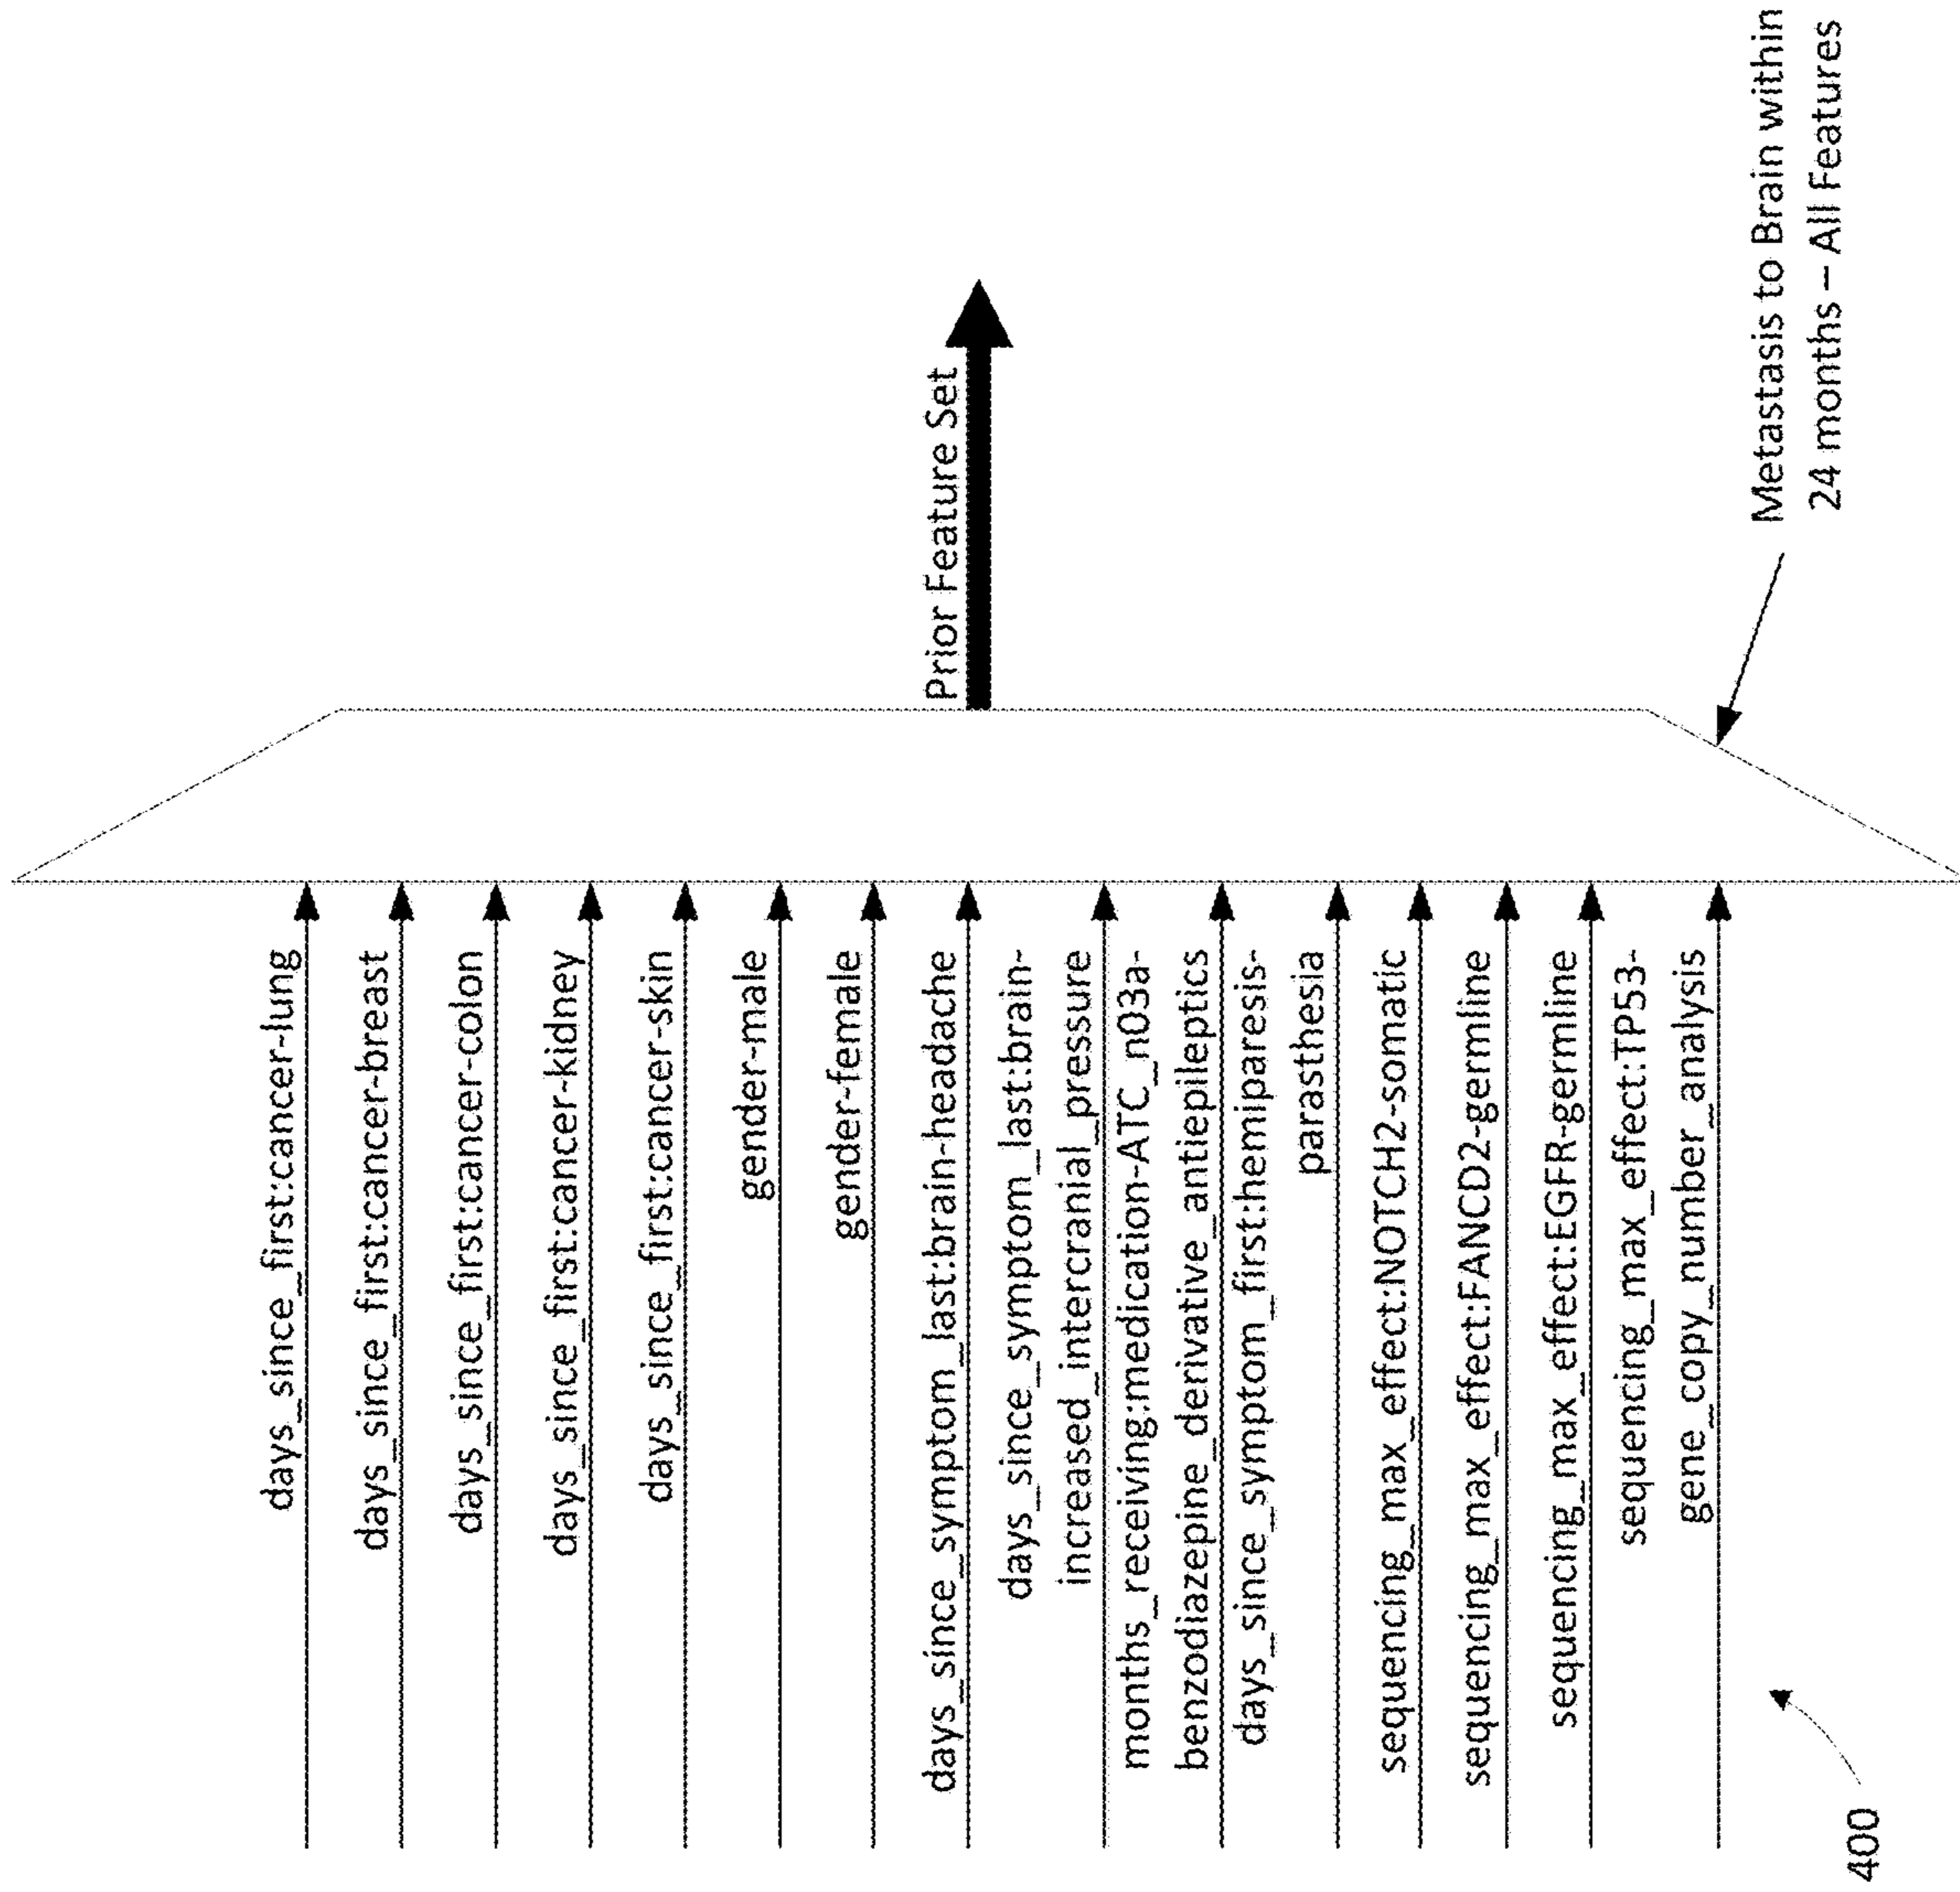 days_since_first:cancer-lung
days_since_first:cancer-breast
days_since_first:cancer-colon
days_since_first:cancer-kidney
days_since_first:cancer-skin
gender-male
gender-female
days_since_symptom_last:brain-headache
days_since_symptom_last:brain-
increased_intercranial_pressure
months_receiving:medication-ATC_n03a-
benzodiazepine_derivative_antiepileptics
days_since_symptom_first:hemiparesis-
parasthesia
sequencing_max_effect:NOTCH2-somatic
sequencing_max_effect:FANCD2-germline
sequencing_max_effect:EGFR-germline
sequencing_max_effect:TP53-
gene_copy_number_analysis
Prior Feature Set
Metastasis to Brain within
24 months – All Features
400